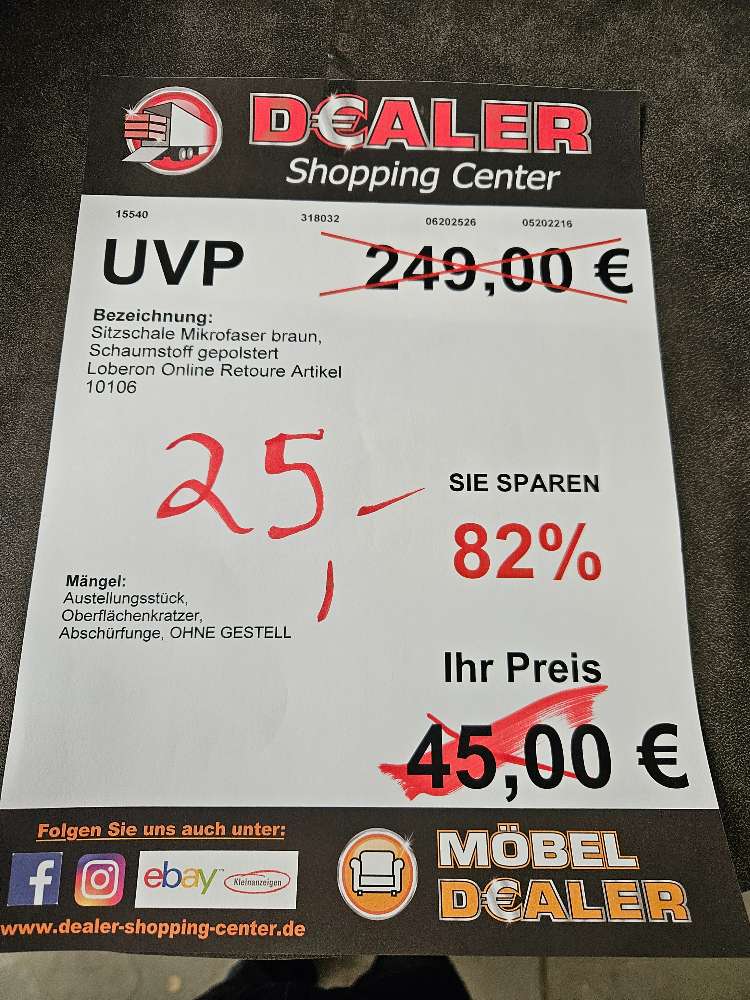 D€ALER
Shopping Center
15540 318032 06202526 05202216
UVP 249,00 €
Bezeichnung:
Sitzschale Mikrofaser braun,
Schaumstoff gepolstert
Loberon Online Retoure Artikel
10106
25,-
SIE SPAREN
82%
Mängel:
Austellungsstück,
Oberflächenkratzer,
Abschürfunge, OHNE GESTELL
Ihr Preis
45,00 €
Folgen Sie uns auch unter:
f ebay Kleinanzeigen
www.dealer-shopping-center.de
MÖBEL
D€ALER